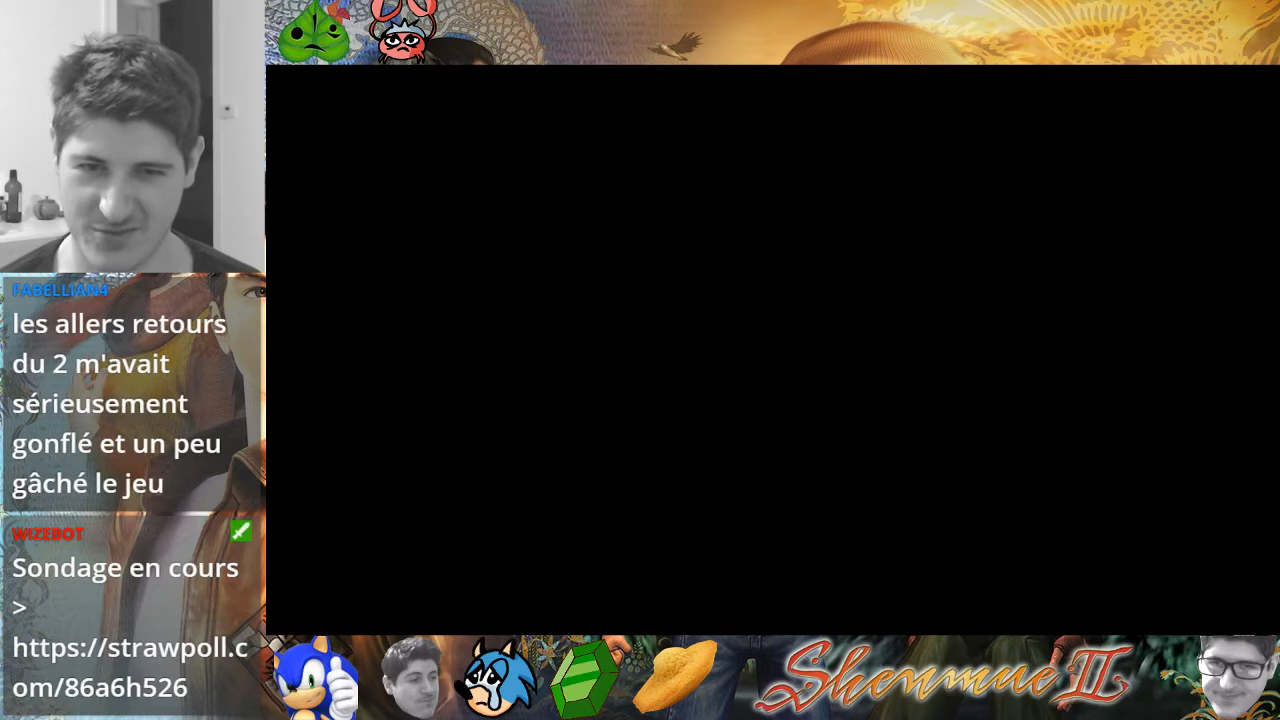 FABELLIAN4
les allers retours
du 2 m'avait
sérieusement
gonflé et un peu
gâché le jeu
WIZEBOT
Sondage en cours
>
https://strawpoll.c
om/86a6h526
Shenmue II